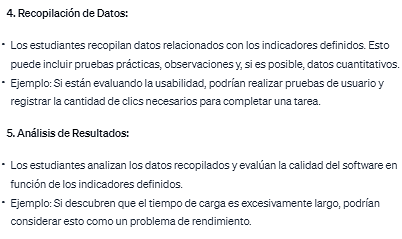 4. Recopilación de Datos:
• Los estudiantes recopilan datos relacionados con los indicadores definidos. Esto
puede incluir pruebas prácticas, observaciones y, si es posible, datos cuantitativos.
• Ejemplo: Si están evaluando la usabilidad, podrían realizar pruebas de usuario y
registrar la cantidad de clics necesarios para completar una tarea.
5. Análisis de Resultados:
• Los estudiantes analizan los datos recopilados y evalúan la calidad del software en
función de los indicadores definidos.
• Ejemplo: Si descubren que el tiempo de carga es excesivamente largo, podrían
considerar esto como un problema de rendimiento.